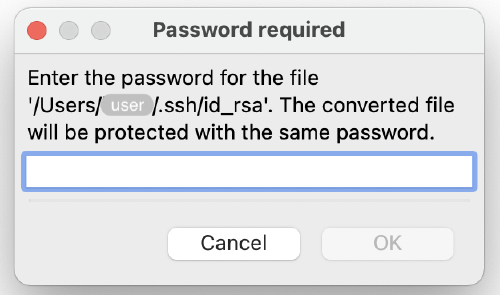 Password required
Enter the password for the file
'/Users/ user /.ssh/id_rsa'. The converted file
will be protected with the same password.
Cancel
OK